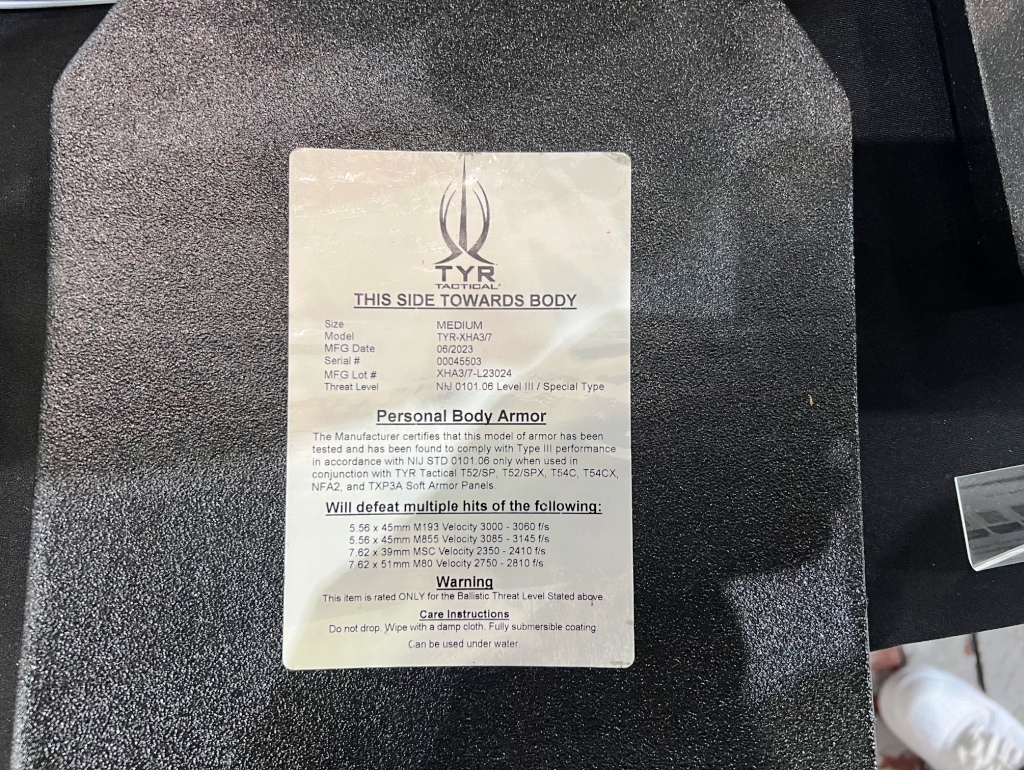 TYR
TACTICAL®
THIS SIDE TOWARDS BODY
Size MEDIUM
Model TYR-XHA3/7
MFG Date 06/2023
Serial # 00045503
MFG Lot # XHA3/7-L23024
Threat Level NIJ 0101.06 Level III / Special Type
Personal Body Armor
The Manufacturer certifies that this model of armor has been
tested and has been found to comply with Type III performance
in accordance with NIJ STD 0101.06 only when used in
conjunction with TYR Tactical T52/SP, T52/SPX, T54C, T54CX,
NFA2, and TXP3A Soft Armor Panels.
Will defeat multiple hits of the following:
5.56 x 45mm M193 Velocity 3000 - 3060 f/s
5.56 x 45mm M855 Velocity 3085 - 3145 f/s
7.62 x 39mm MSC Velocity 2350 - 2410 f/s
7.62 x 51mm M80 Velocity 2750 - 2810 f/s
Warning
This item is rated ONLY for the Ballistic Threat Level Stated above.
Care Instructions
Do not drop. Wipe with a damp cloth. Fully submersible coating.
Can be used under water.